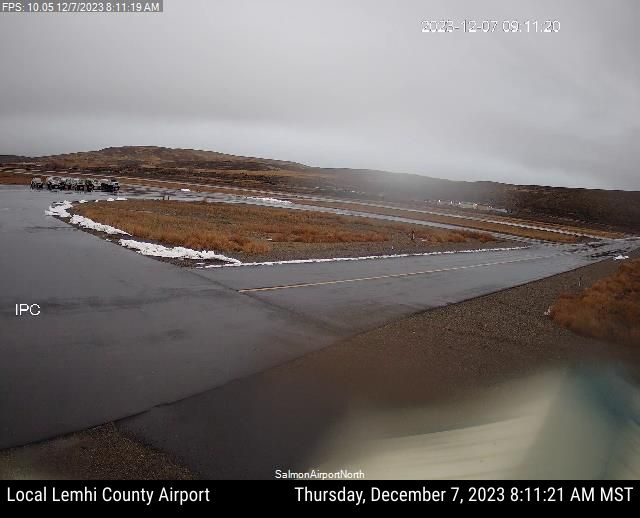 FPS: 10.05 12/7/2023 8:11:19 AM
2023-12-07 09:11:20
IPC
SalmonAirportNorth
Local Lemhi County Airport
Thursday, December 7, 2023 8:11:21 AM MST